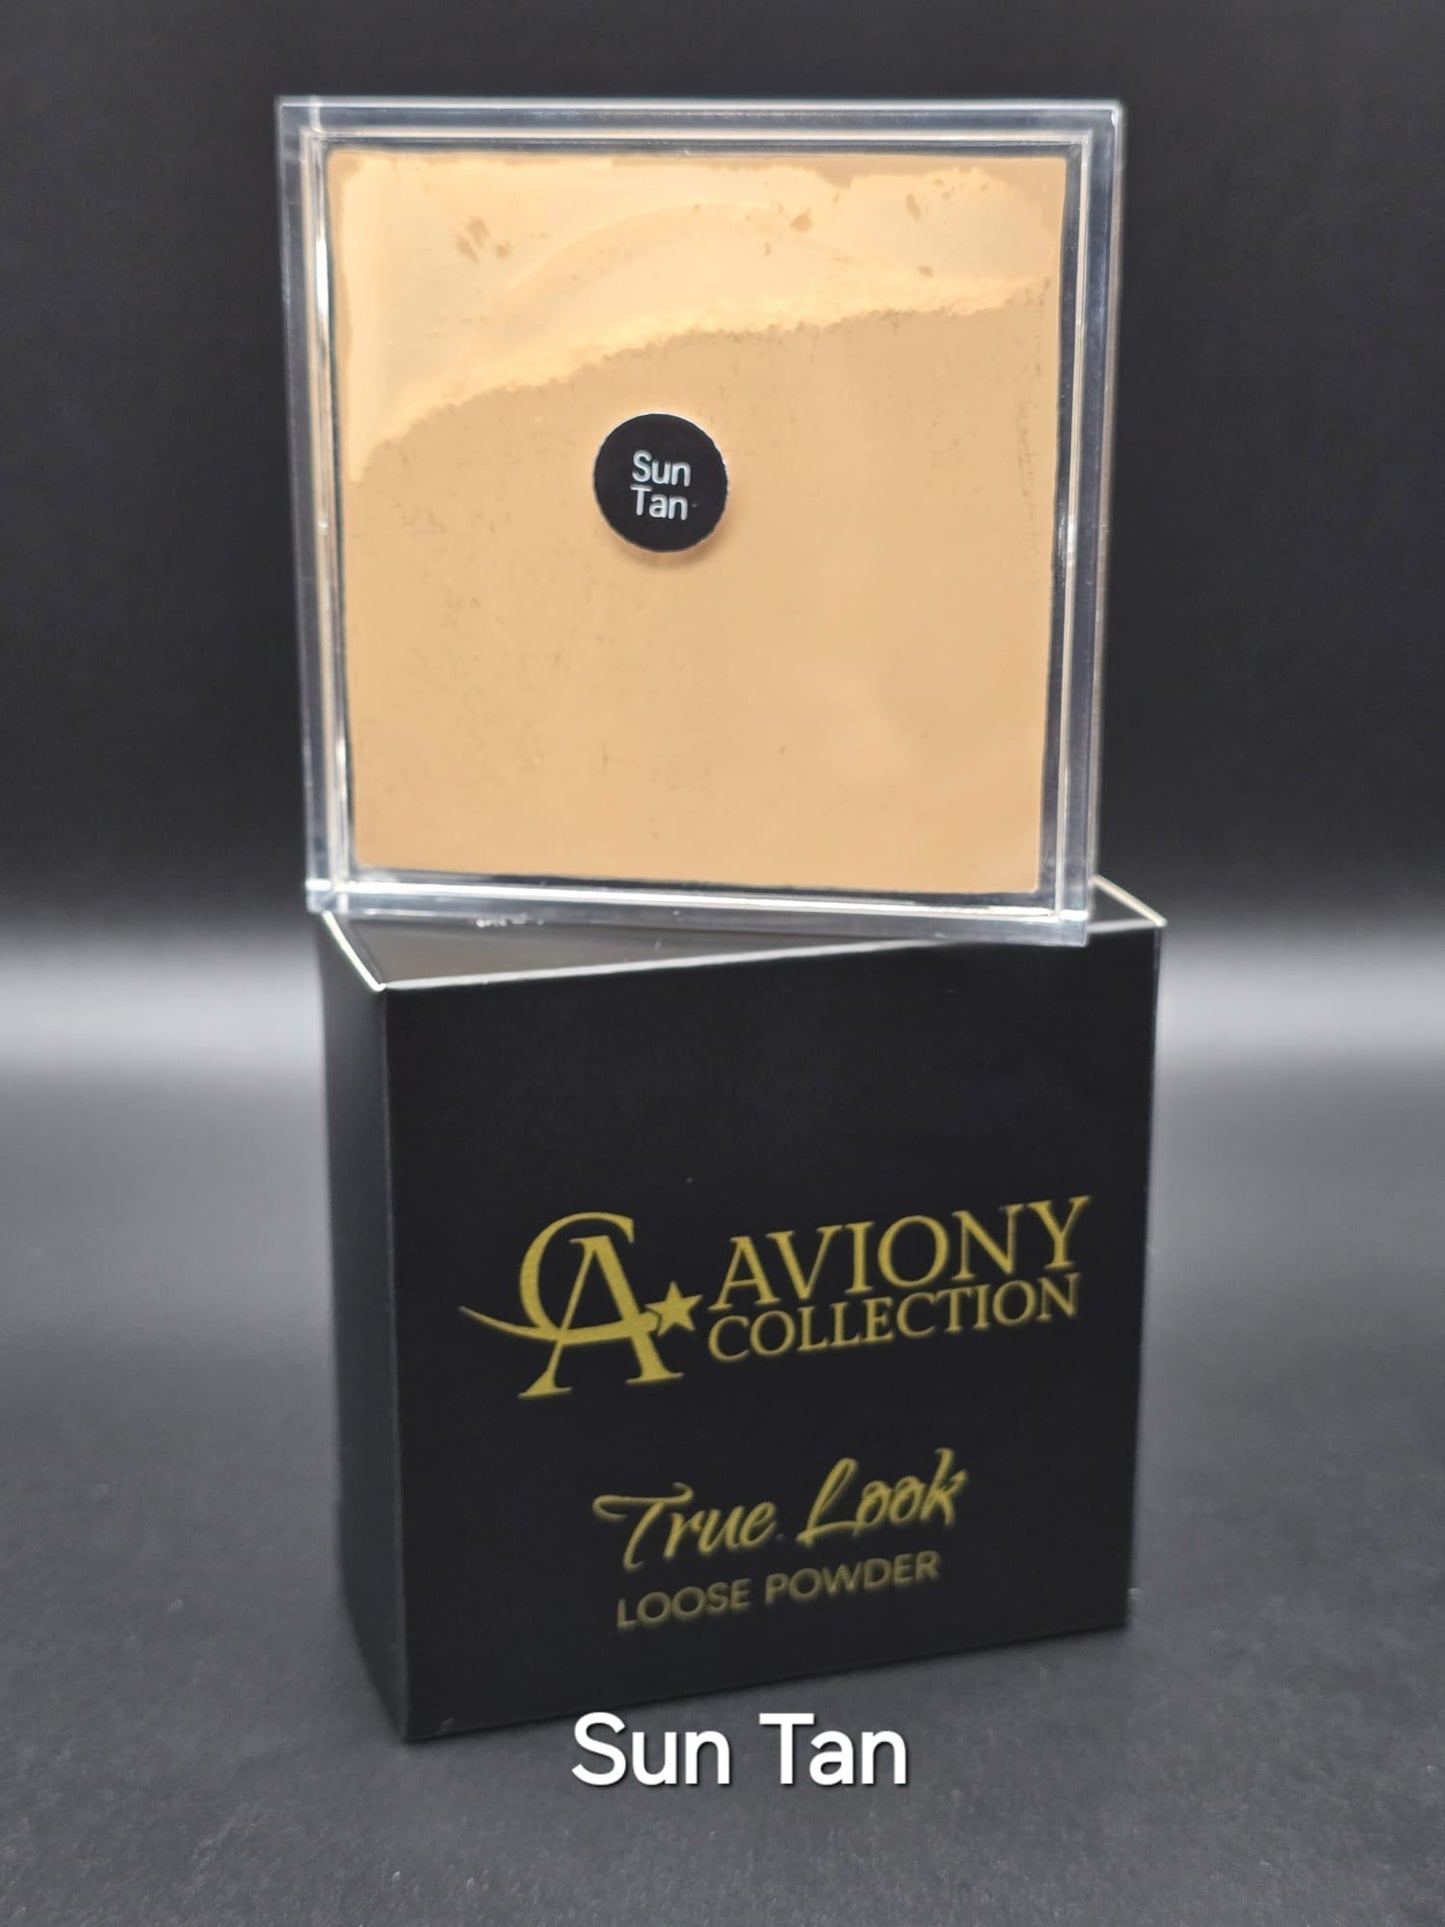 Sun
Tan
CA AVIONY
COLLECTION
True Look
LOOSE POWDER
Sun Tan